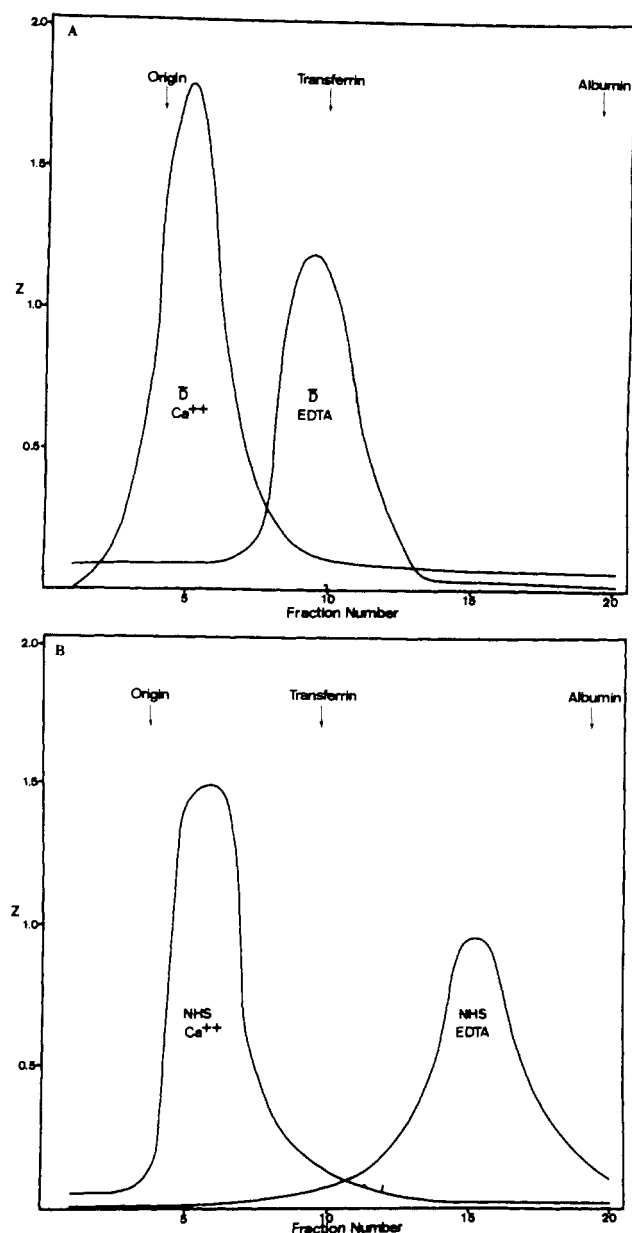 2.0
A
Origin
Transferrin
Albumin
1.5
Z
1.0
D̅
Ca++
D̅
EDTA
0.5
5
10
15
20
Fraction Number
2.0
B
Origin
Transferrin
Albumin
1.5
Z
1.0
NHS
Ca++
NHS
EDTA
0.5
5
10
15
20
Fraction Number